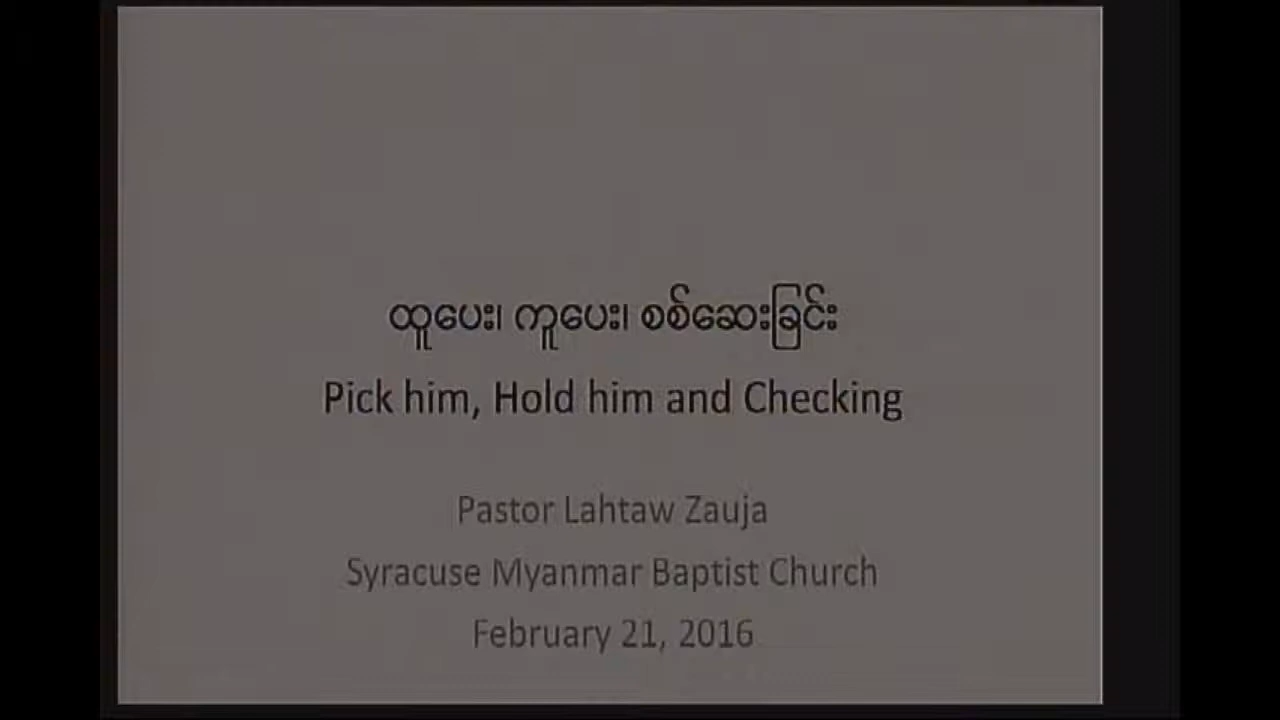 ထူပေး၊ ကူပေး၊ စစ်ဆေးခြင်း
Pick him, Hold him and Checking
Pastor Lahtaw Zauja
Syracuse Myanmar Baptist Church
February 21, 2016